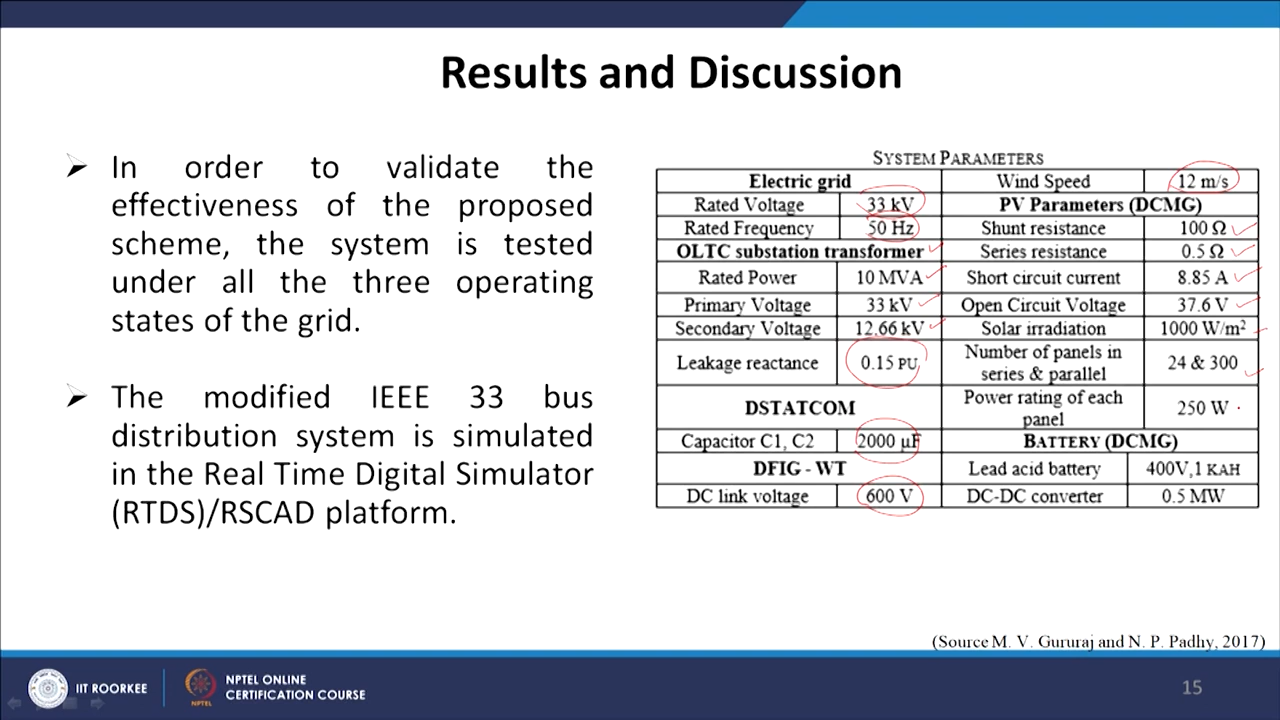 Results and Discussion
➢ In order to validate the
effectiveness of the proposed
scheme, the system is tested
under all the three operating
states of the grid.
➢ The modified IEEE 33 bus
distribution system is simulated
in the Real Time Digital Simulator
(RTDS)/RSCAD platform.
SYSTEM PARAMETERS
Electric grid Wind Speed 12 m/s
Rated Voltage 33 kV PV Parameters (DCMG)
Rated Frequency 50 Hz Shunt resistance 100 Ω
OLTC substation transformer Series resistance 0.5 Ω
Rated Power 10 MVA Short circuit current 8.85 A
Primary Voltage 33 kV Open Circuit Voltage 37.6 V
Secondary Voltage 12.66 kV Solar irradiation 1000 W/m²
Leakage reactance 0.15 PU Number of panels in
series & parallel 24 & 300
DSTATCOM Power rating of each
panel 250 W
Capacitor C1, C2 2000 µF BATTERY (DCMG)
DFIG - WT Lead acid battery 400V,1 KAH
DC link voltage 600 V DC-DC converter 0.5 MW
(Source M. V. Gururaj and N. P. Padhy, 2017)
IIT ROORKEE
NPTEL
NPTEL ONLINE
CERTIFICATION COURSE
15